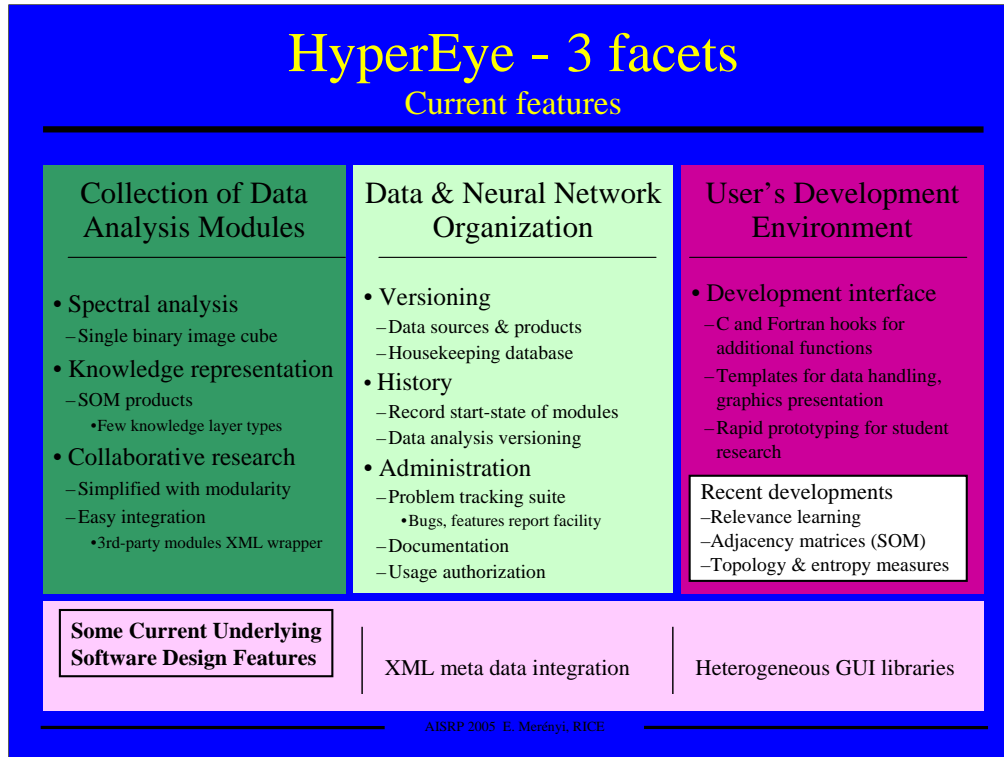 HyperEye - 3 facets
Current features
Collection of Data
Analysis Modules
• Spectral analysis
–Single binary image cube
• Knowledge representation
–SOM products
•Few knowledge layer types
• Collaborative research
–Simplified with modularity
–Easy integration
•3rd-party modules XML wrapper
Data & Neural Network
Organization
• Versioning
–Data sources & products
–Housekeeping database
• History
–Record start-state of modules
–Data analysis versioning
• Administration
–Problem tracking suite
•Bugs, features report facility
–Documentation
–Usage authorization
User's Development
Environment
• Development interface
–C and Fortran hooks for
additional functions
–Templates for data handling,
graphics presentation
–Rapid prototyping for student
research
Recent developments
–Relevance learning
–Adjacency matrices (SOM)
–Topology & entropy measures
Some Current Underlying
Software Design Features
XML meta data integration
Heterogeneous GUI libraries
AISRP 2005 E. Merényi, RICE